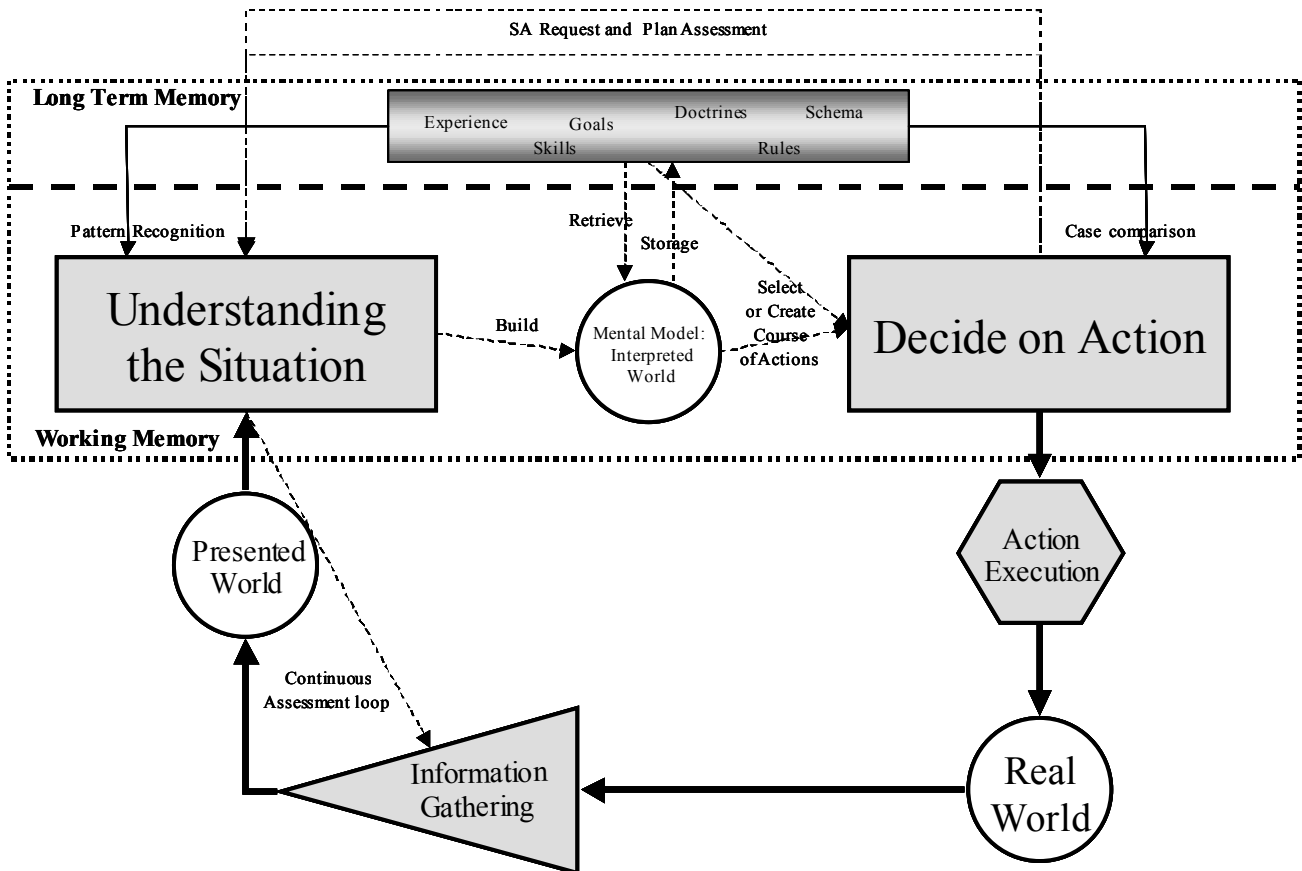 SA Request and Plan Assessment
Long Term Memory
Experience
Goals
Doctrines
Schema
Skills
Rules
Pattern Recognition
Retrieve
Storage
Case comparison
Understanding
the Situation
Build
Mental Model:
Interpreted
World
Select
or Create
Course
of Actions
Decide on Action
Working Memory
Presented
World
Action
Execution
Continuous
Assessment loop
Information
Gathering
Real
World